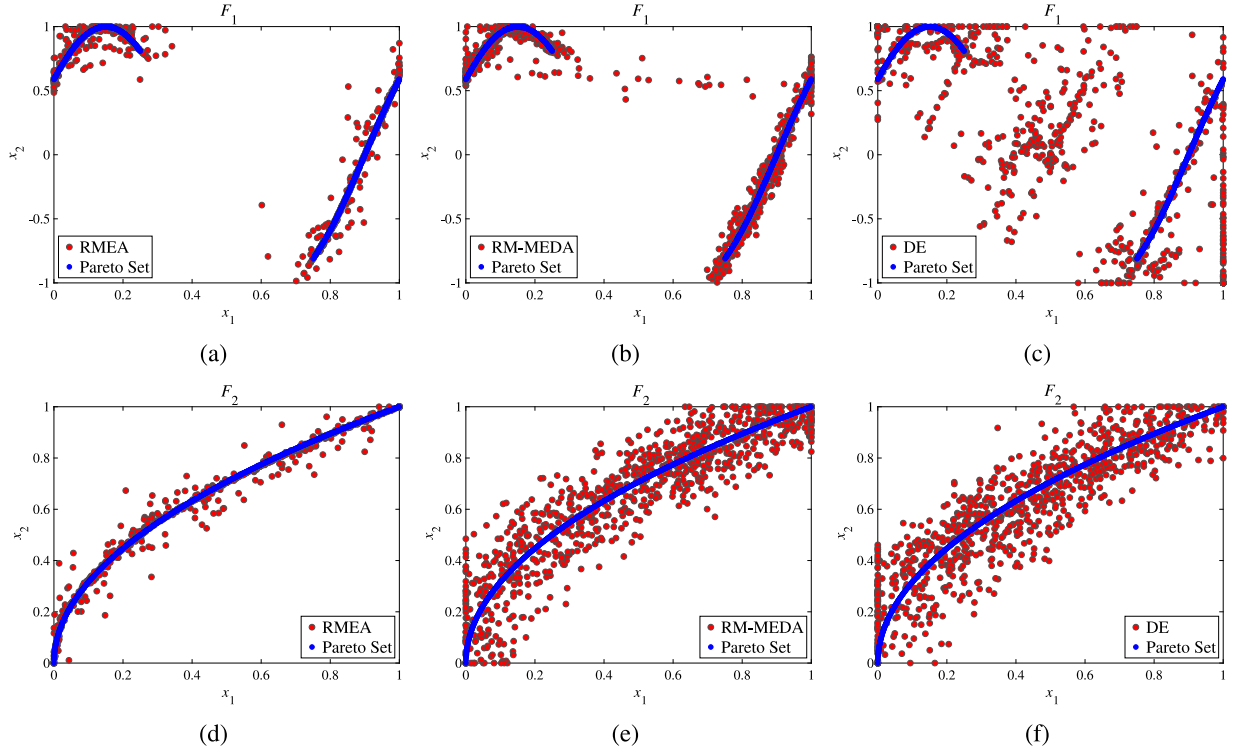 F1
F1
F1
1
0.5
0
-0.5
-1
x2
RMEA
Pareto Set
0 0.2 0.4 0.6 0.8 1
x1
(a)
1
0.5
0
-0.5
-1
x2
RM-MEDA
Pareto Set
0 0.2 0.4 0.6 0.8 1
x1
(b)
1
0.5
0
-0.5
-1
x2
DE
Pareto Set
0 0.2 0.4 0.6 0.8 1
x1
(c)
F2
F2
F2
1
0.8
0.6
0.4
0.2
0
x2
RMEA
Pareto Set
0 0.2 0.4 0.6 0.8 1
x1
(d)
1
0.8
0.6
0.4
0.2
0
x2
RM-MEDA
Pareto Set
0 0.2 0.4 0.6 0.8 1
x1
(e)
1
0.8
0.6
0.4
0.2
0
x2
DE
Pareto Set
0 0.2 0.4 0.6 0.8 1
x1
(f)